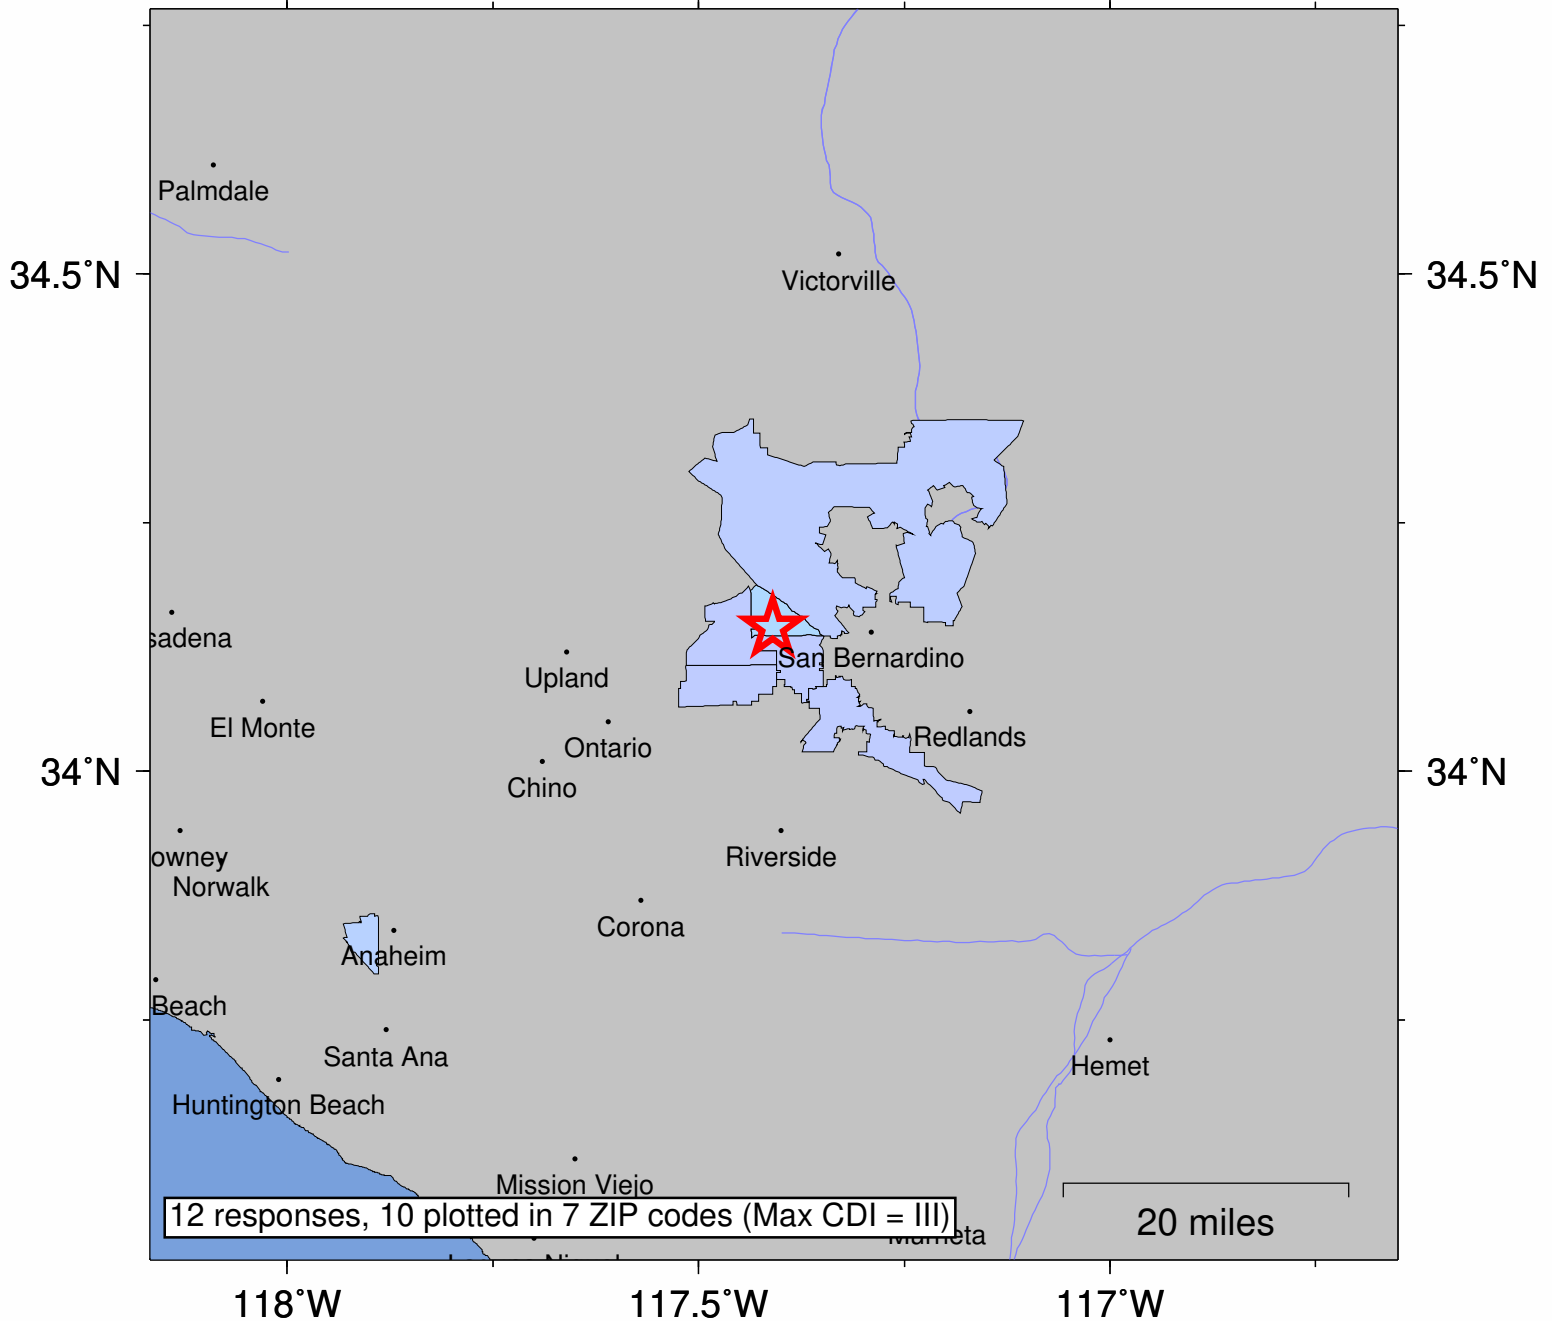 Palmdale
34.5°N
34.5°N
Victorville
sadena
San Bernardino
Upland
El Monte
Redlands
Ontario
34°N
34°N
Chino
owney
Riverside
Norwalk
Corona
Anaheim
Beach
Santa Ana
Hemet
Huntington Beach
Mission Viejo
12 responses, 10 plotted in 7 ZIP codes (Max CDI = III)
20 miles
118°W
117.5°W
117°W